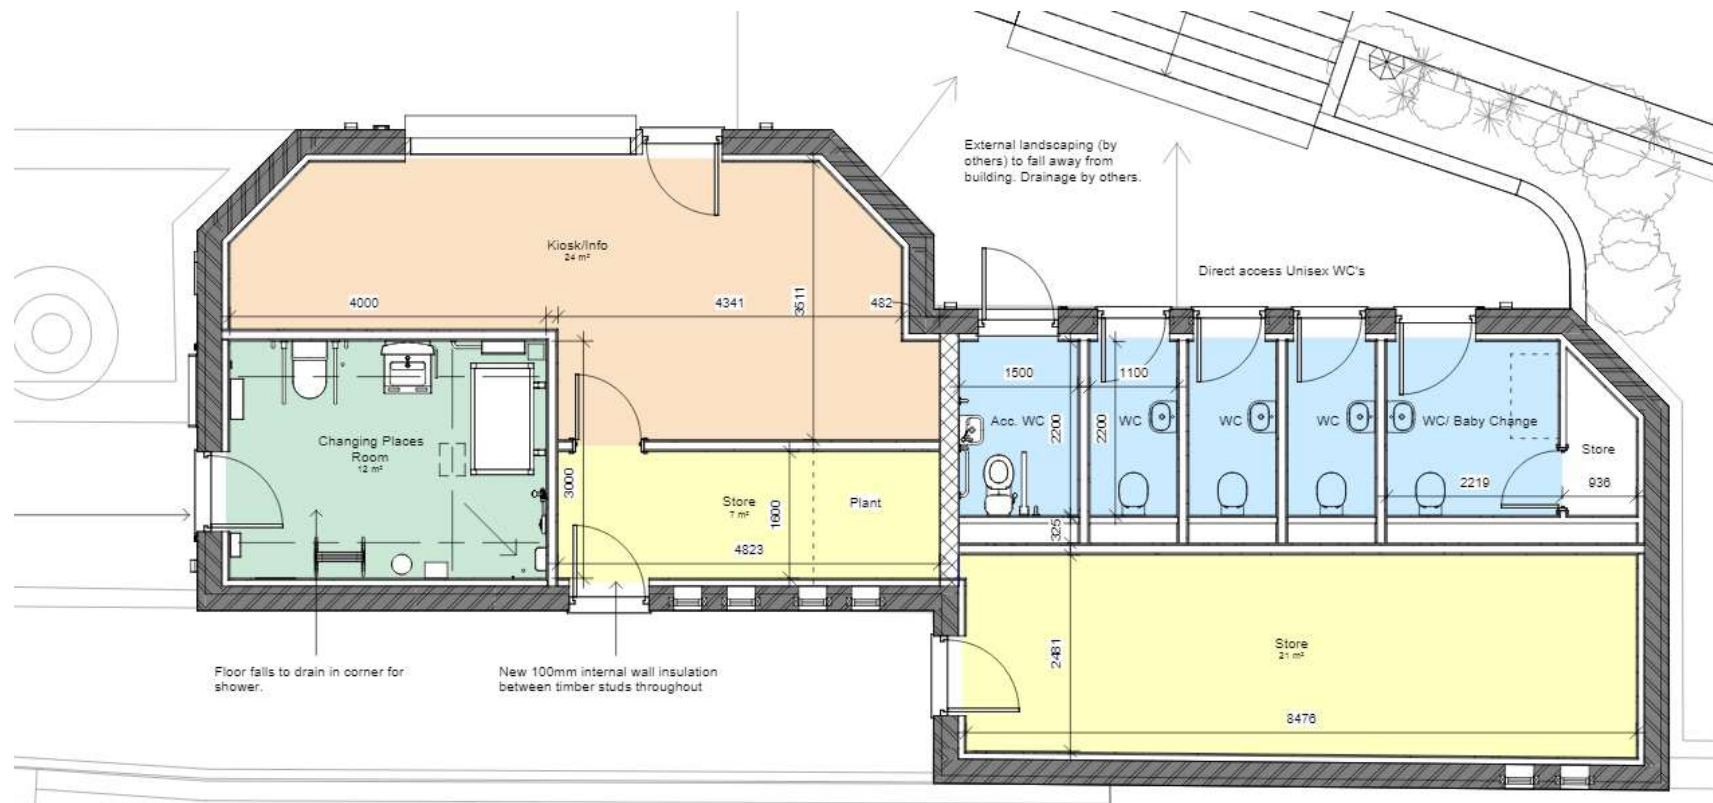 External landscaping (by
others) to fall away from
building. Drainage by others.
Kiosk/Info
24 m²
Direct access Unisex WC's
4000
4341
482
3511
1500
1100
Acc. WC
2200
2200
WC
WC
WC
WC/ Baby Change
Changing Places
Room
12 m²
Store
936
2219
3000
Store
7 m²
1600
Plant
4823
325
Store
21 m²
2481
8476
Floor falls to drain in corner for
shower.
New 100mm internal wall insulation
between timber studs throughout